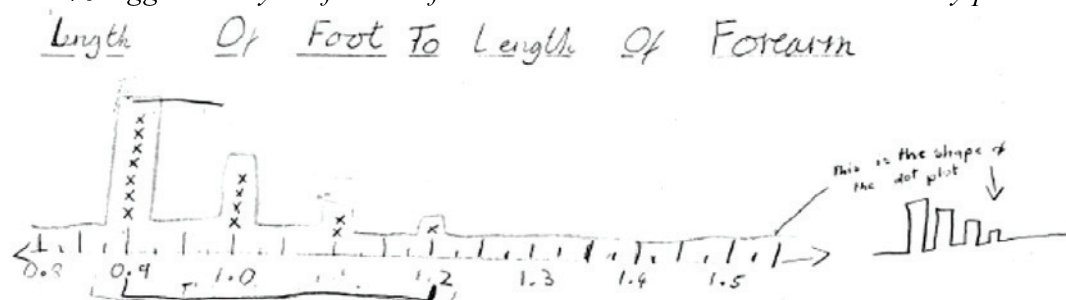 Length Of Foot To Length Of Forearm
This is the shape of
the dot plot
0.9 1.0 1.2 1.3 1.4 1.5